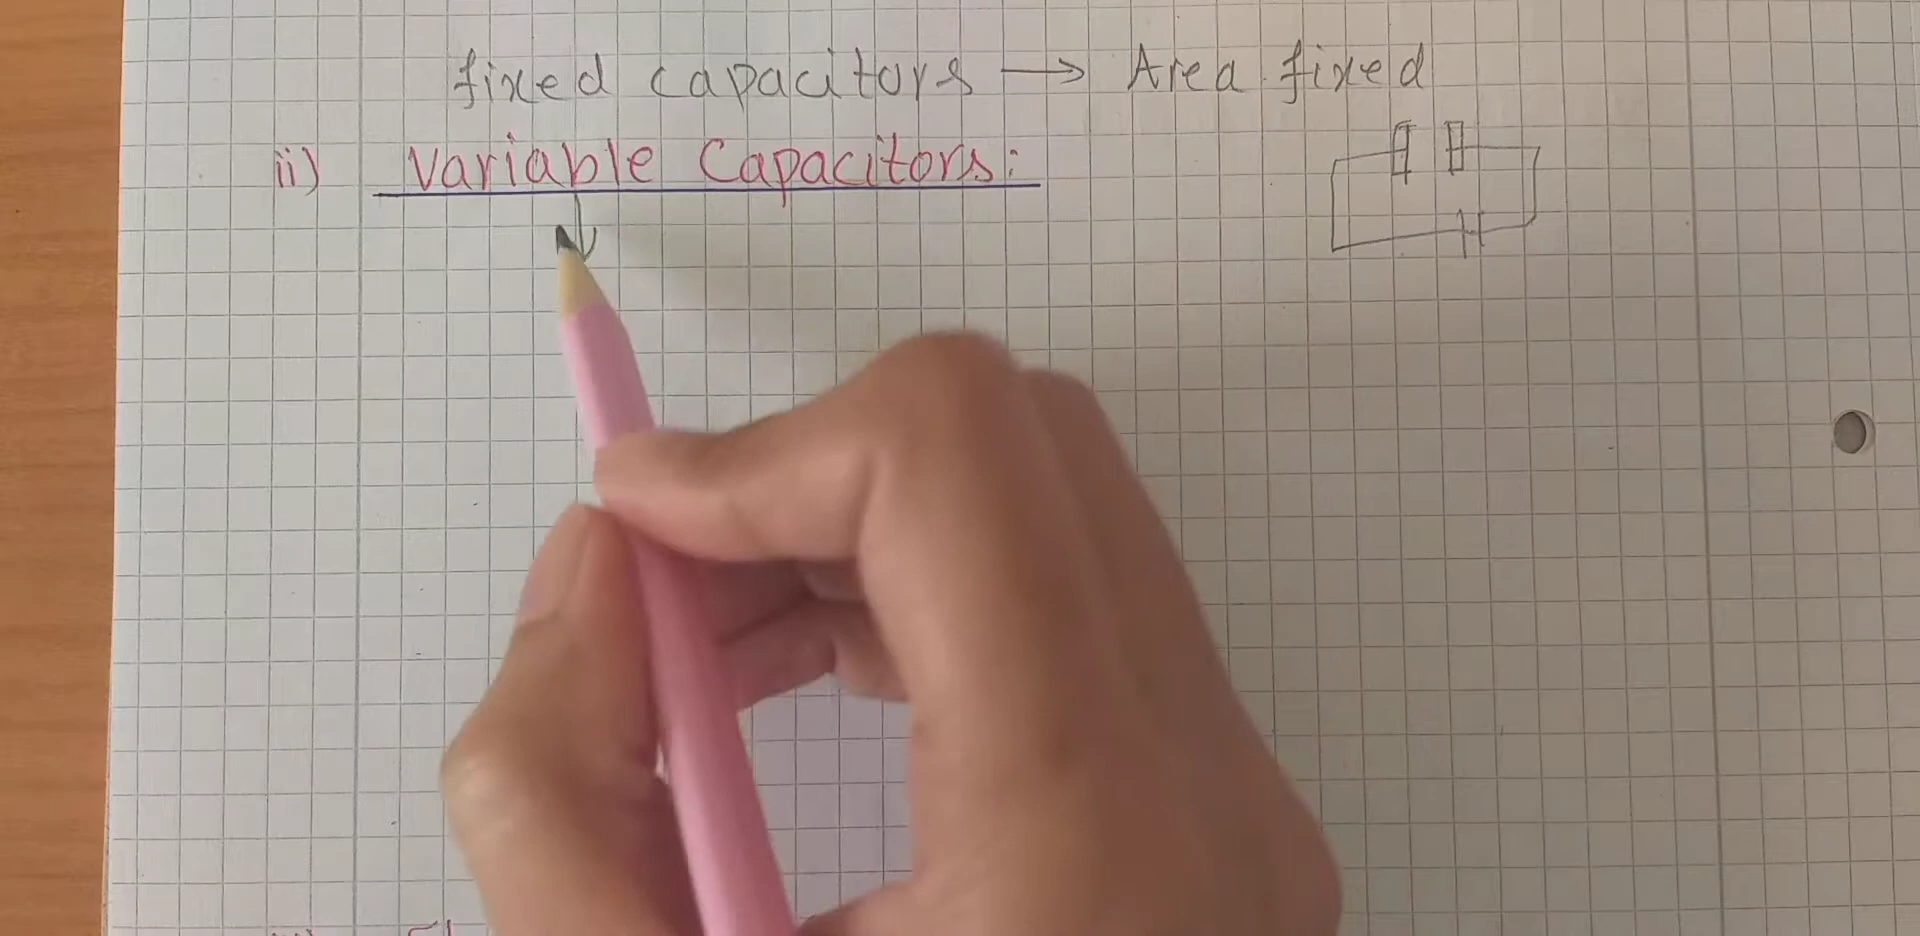 fixed capacitors → Area fixed
ii) Variable Capacitors: